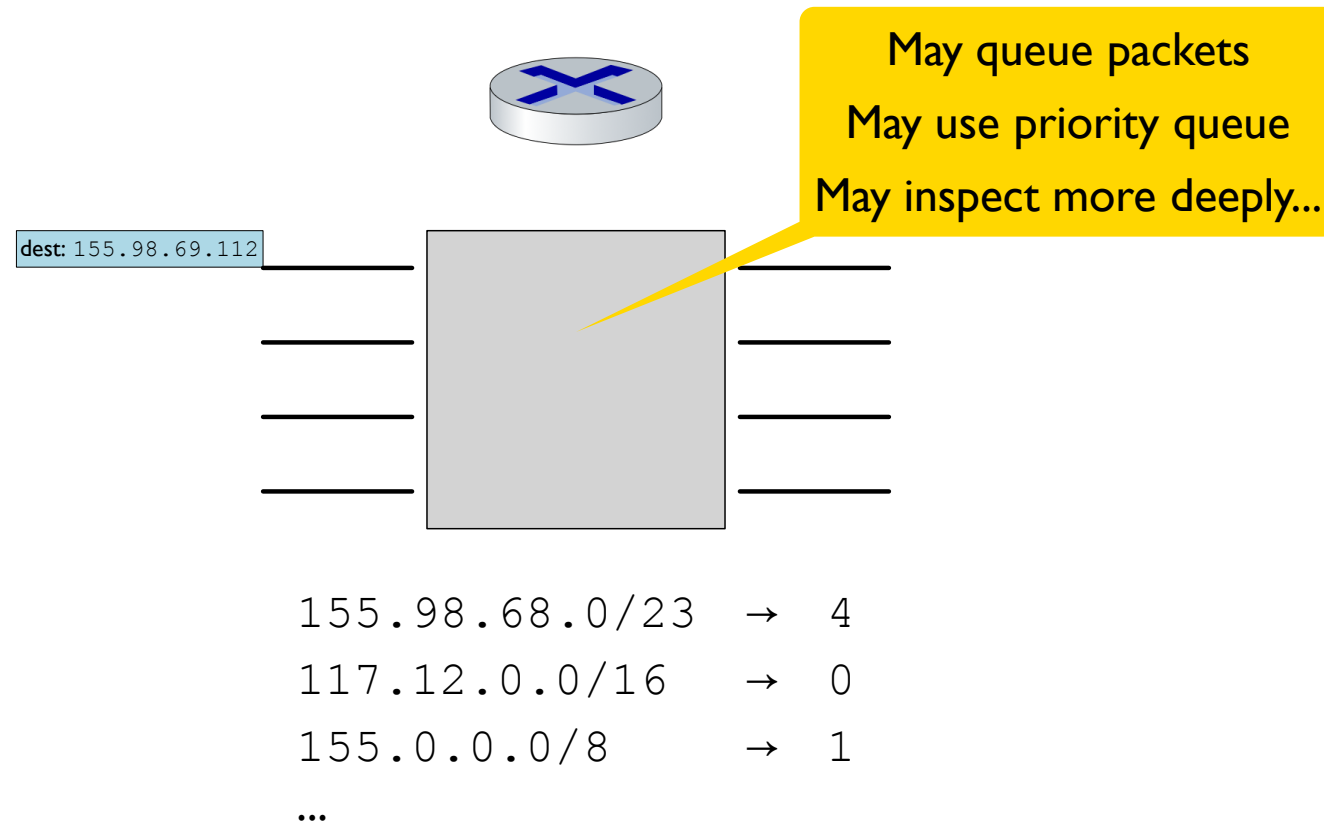 May queue packets
May use priority queue
May inspect more deeply...
dest: 155.98.69.112
155.98.68.0/23 → 4
117.12.0.0/16 → 0
155.0.0.0/8 → 1
...